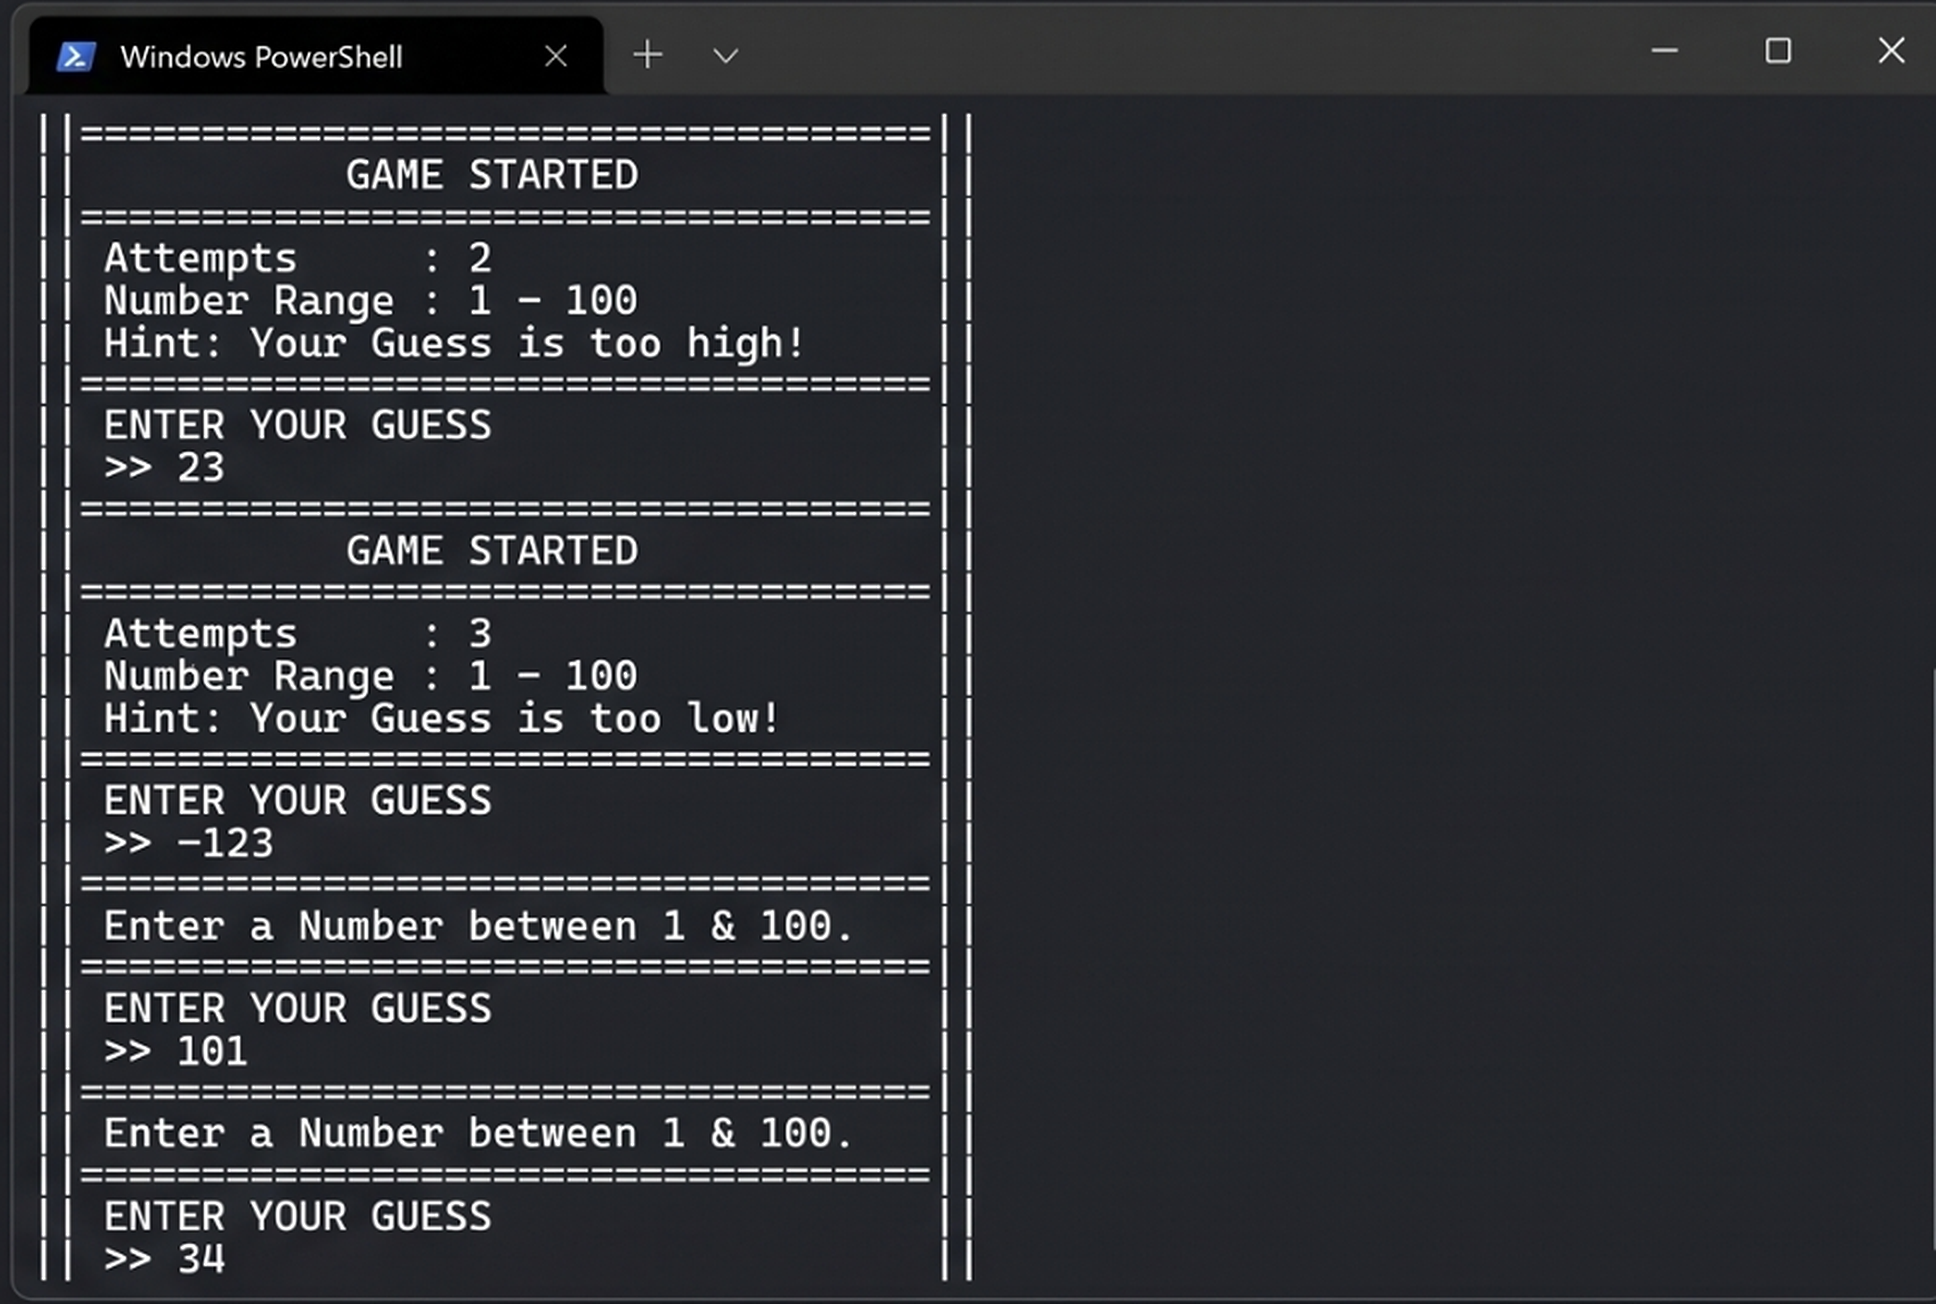 Windows PowerShell
||===================================||
|| GAME STARTED ||
||===================================||
|| Attempts : 2 ||
|| Number Range : 1 - 100 ||
|| Hint: Your Guess is too high! ||
||===================================||
|| ENTER YOUR GUESS ||
|| >> 23 ||
||===================================||
|| GAME STARTED ||
||===================================||
|| Attempts : 3 ||
|| Number Range : 1 - 100 ||
|| Hint: Your Guess is too low! ||
||===================================||
|| ENTER YOUR GUESS ||
|| >> -123 ||
||===================================||
|| Enter a Number between 1 & 100. ||
||===================================||
|| ENTER YOUR GUESS ||
|| >> 101 ||
||===================================||
|| Enter a Number between 1 & 100. ||
||===================================||
|| ENTER YOUR GUESS ||
|| >> 34 ||